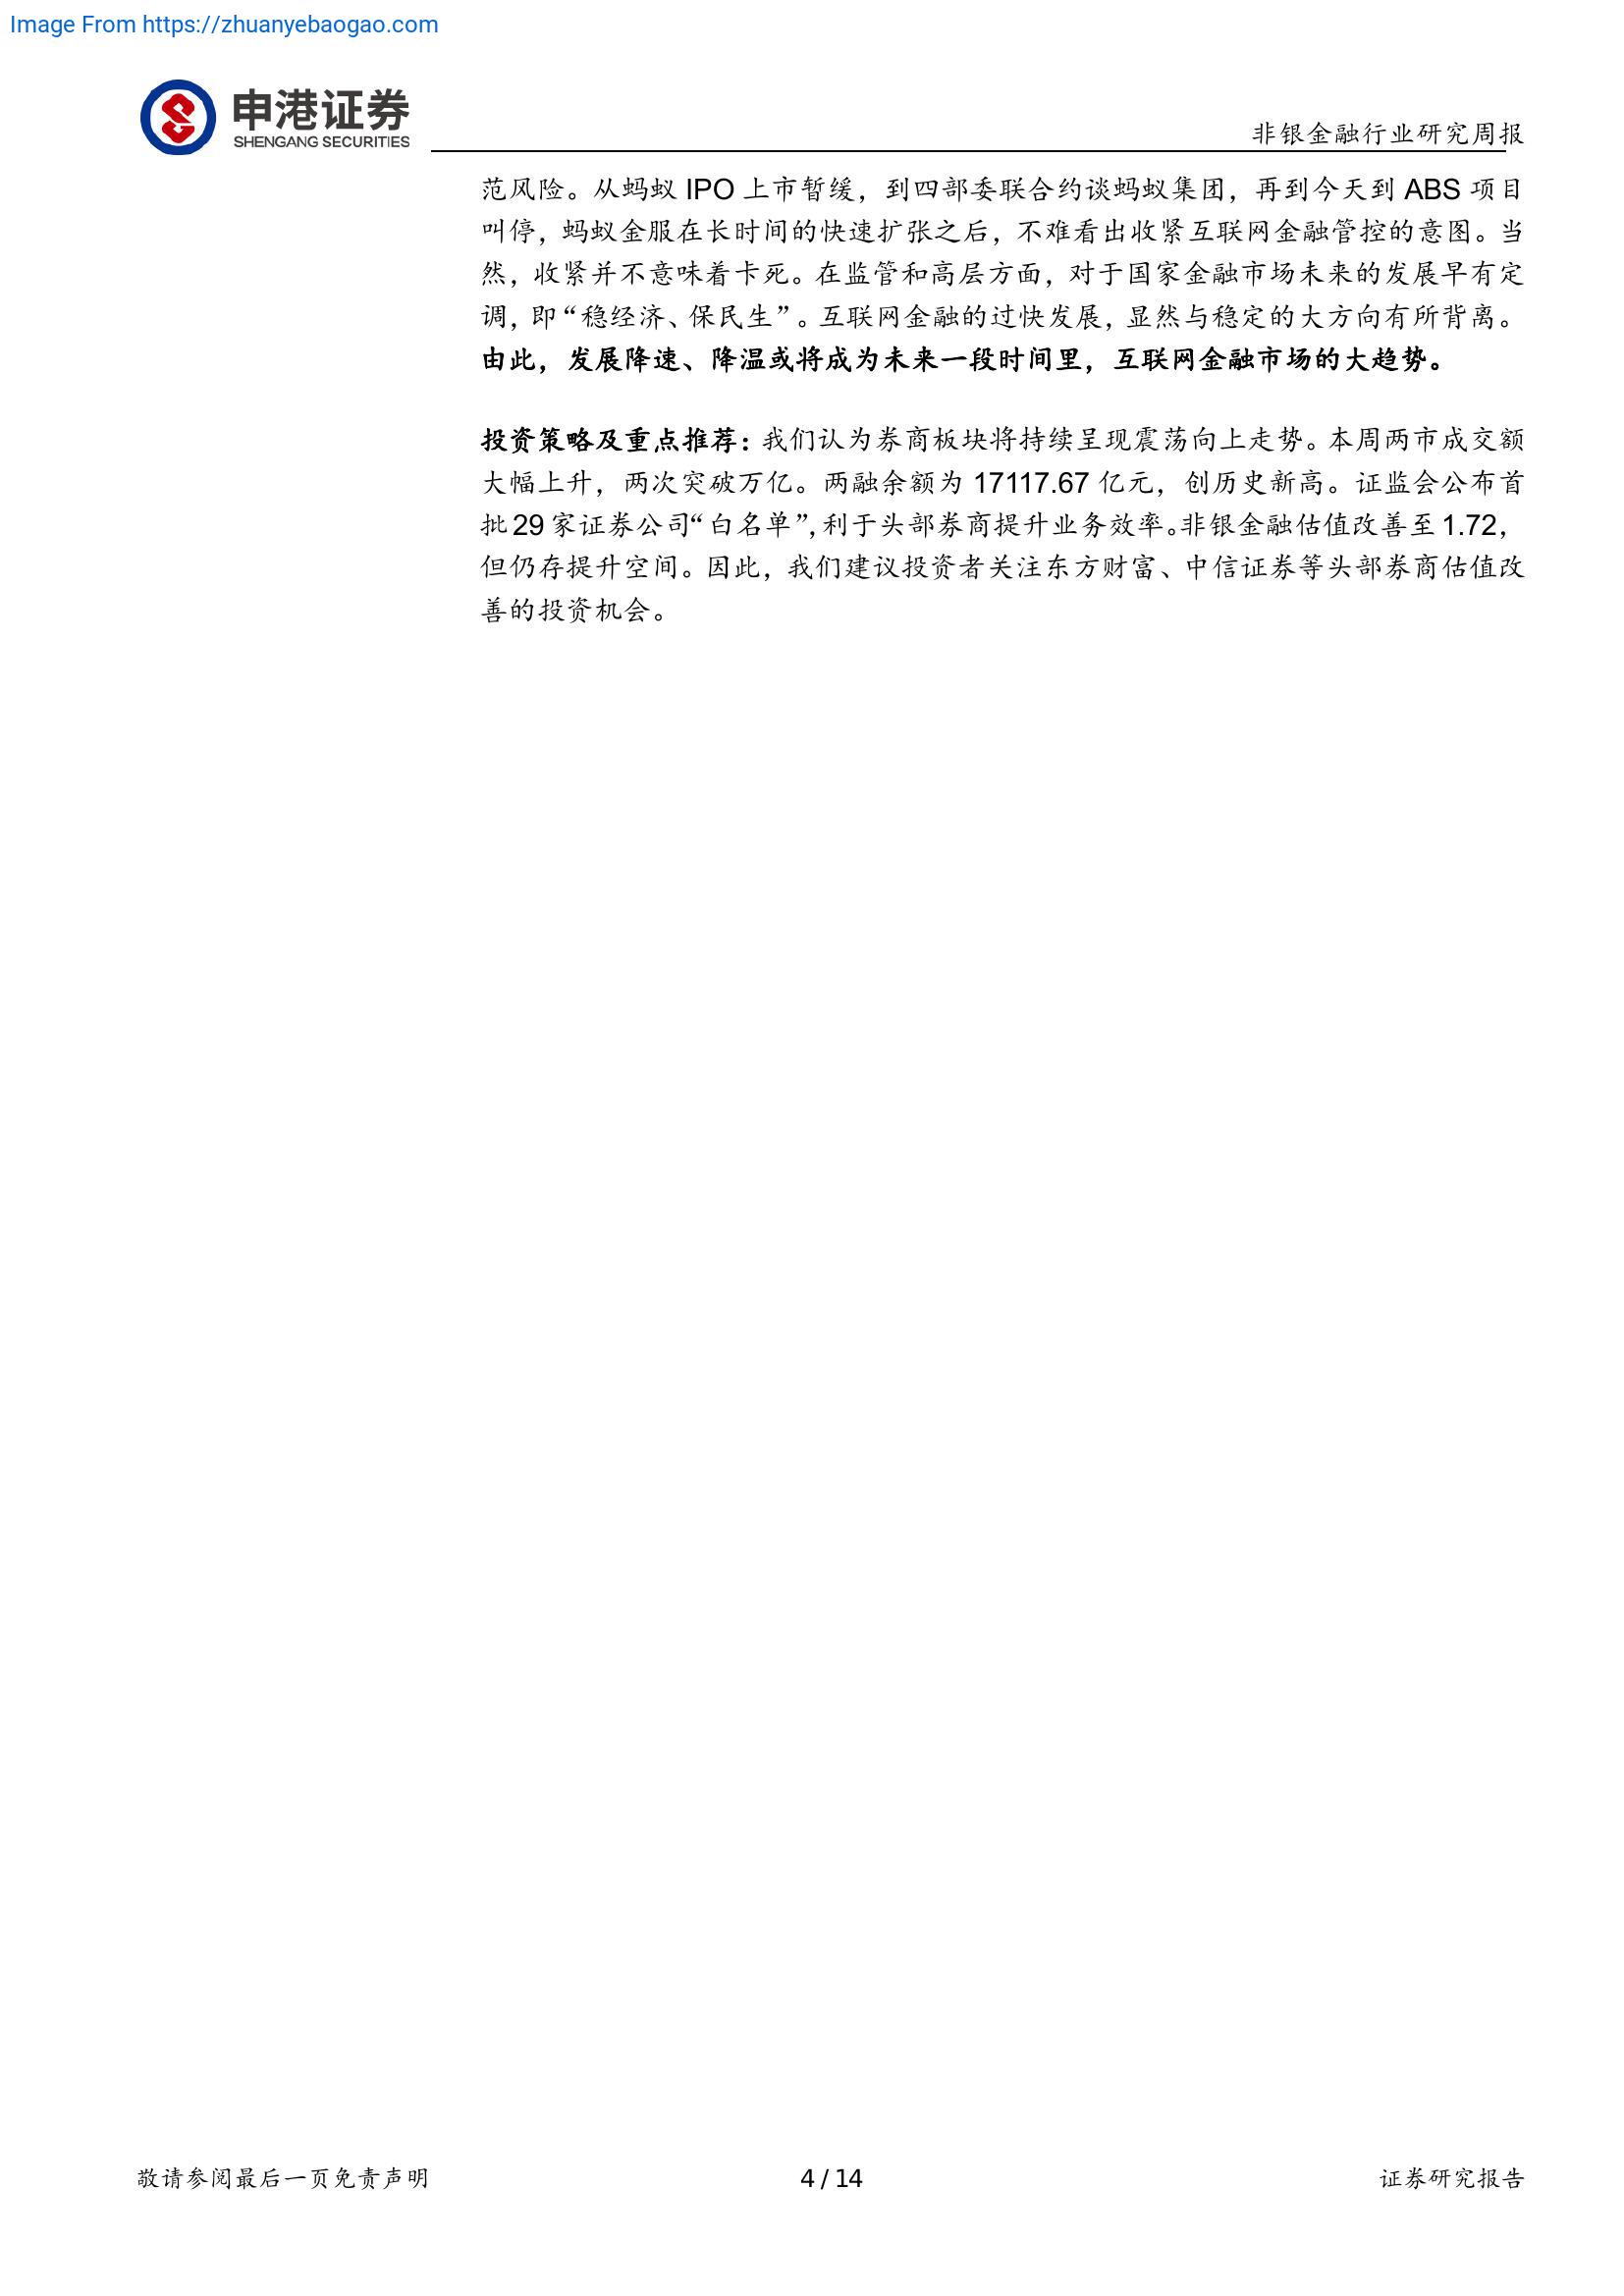 Image From https://zhuanyebaogao.com
申港证券
SHENGANG SECURITIES
非银金融行业研究周报
范风险。从蚂蚁 IPO 上市暂缓，到四部委联合约谈蚂蚁集团，再到今天到 ABS 项目
叫停，蚂蚁金服在长时间的快速扩张之后，不难看出收紧互联网金融管控的意图。当
然，收紧并不意味着卡死。在监管和高层方面，对于国家金融市场未来的发展早有定
调，即“稳经济、保民生”。互联网金融的过快发展，显然与稳定的大方向有所背离。
由此，发展降速、降温或将成为未来一段时间里，互联网金融市场的大趋势。
投资策略及重点推荐：我们认为券商板块将持续呈现震荡向上走势。本周两市成交额
大幅上升，两次突破万亿。两融余额为 17117.67 亿元，创历史新高。证监会公布首
批 29 家证券公司“白名单”，利于头部券商提升业务效率。非银金融估值改善至 1.72，
但仍存提升空间。因此，我们建议投资者关注东方财富、中信证券等头部券商估值改
善的投资机会。
敬请参阅最后一页免责声明
4 / 14
证券研究报告